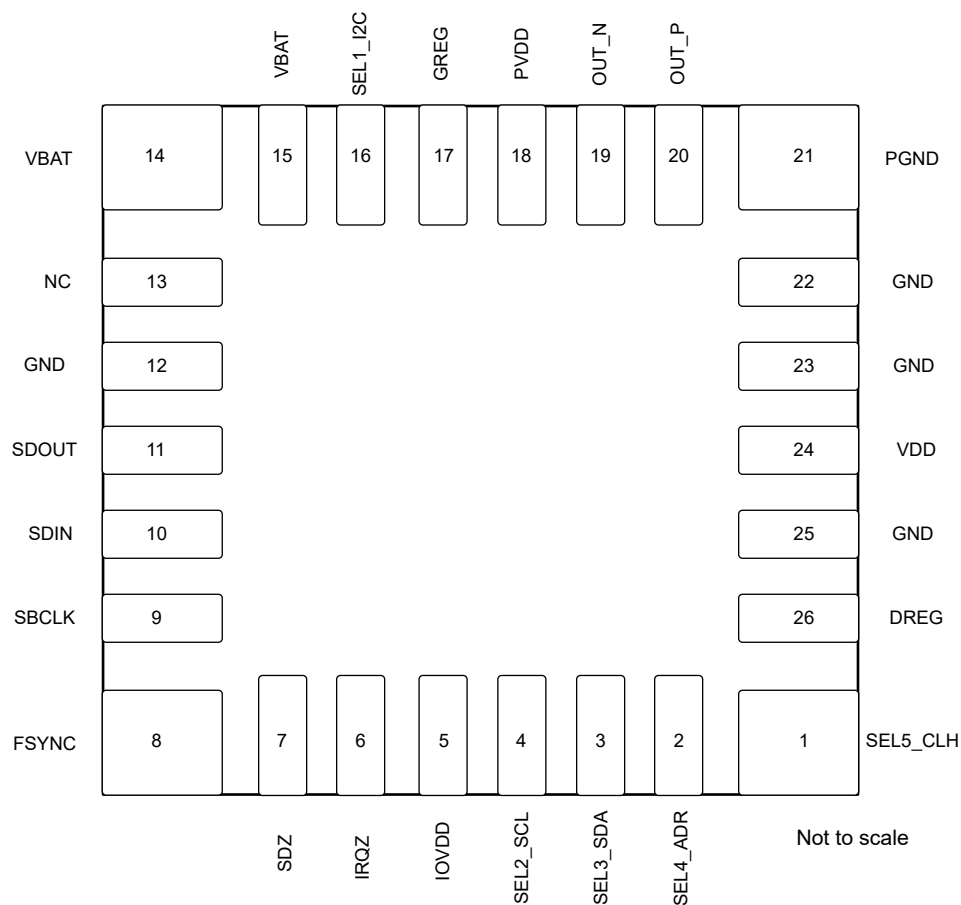 VBAT
SEL1_I2C
GREG
PVDD
OUT_N
OUT_P
VBAT
14
15
16
17
18
19
20
21
PGND
NC
13
22
GND
GND
12
23
GND
SDOUT
11
24
VDD
SDIN
10
25
GND
SBCLK
9
26
DREG
FSYNC
8
7
6
5
4
3
2
1
SEL5_CLH
SDZ
IRQZ
IOVDD
SEL2_SCL
SEL3_SDA
SEL4_ADR
Not to scale